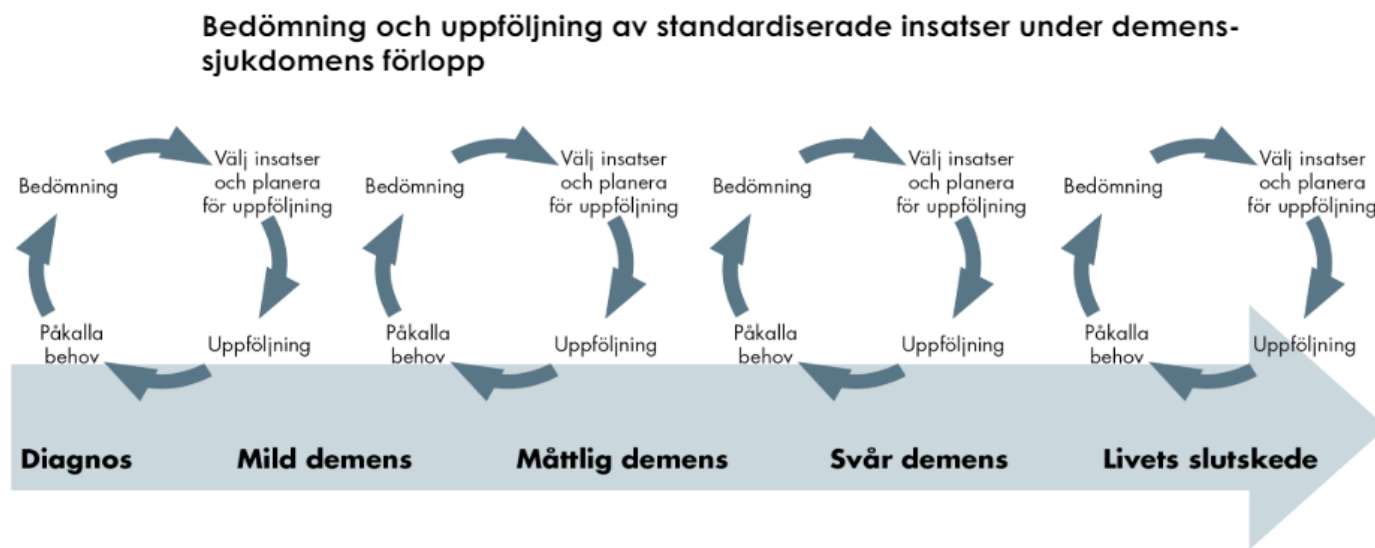 Bedömning och uppföljning av standardiserade insatser under demens-
sjukdomens förlopp
Bedömning
Välj insatser
och planera
för uppföljning
Påkalla
behov
Uppföljning
Bedömning
Välj insatser
och planera
för uppföljning
Påkalla
behov
Uppföljning
Bedömning
Välj insatser
och planera
för uppföljning
Påkalla
behov
Uppföljning
Bedömning
Välj insatser
och planera
för uppföljning
Påkalla
behov
Uppföljning
Diagnos
Mild demens
Måttlig demens
Svår demens
Livets slutskede